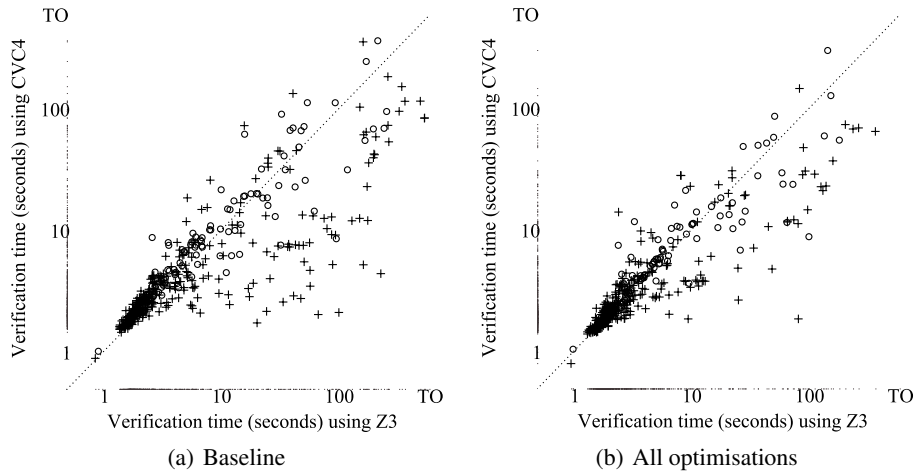 TO
Verification time (seconds) using CVC4
100
10
1
1
10
100
TO
Verification time (seconds) using Z3
(a) Baseline
TO
Verification time (seconds) using CVC4
100
10
1
1
10
100
TO
Verification time (seconds) using Z3
(b) All optimisations